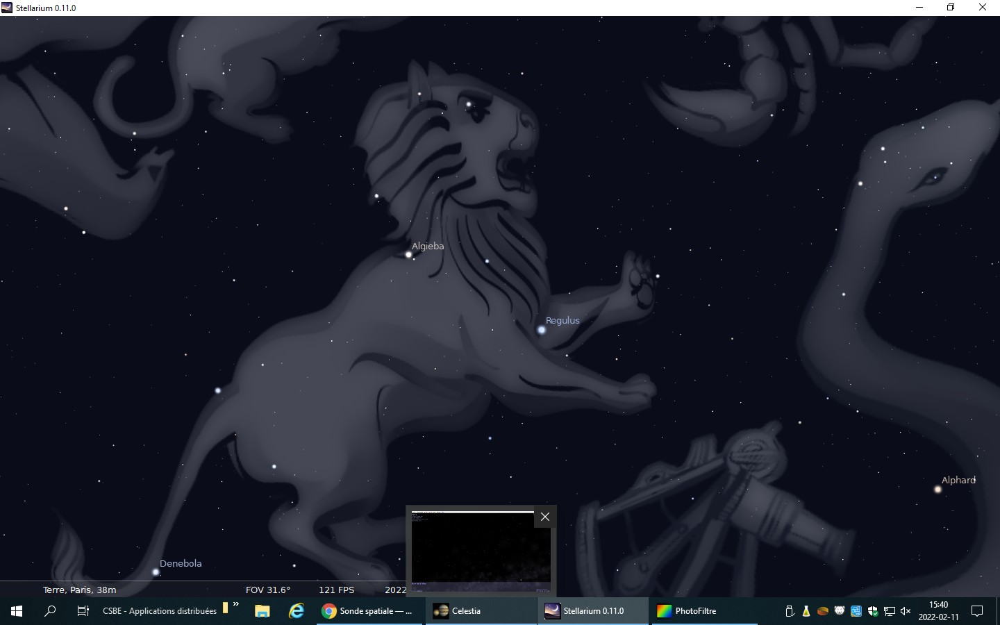 Stellarium 0.11.0
Algieba
Regulus
Alphard
Denebola
Terre, Paris, 38m
FOV 31.6°
121 FPS
2022
CSBE - Applications distribuées
»
Sonde spatiale — ...
Celestia
Stellarium 0.11.0
PhotoFiltre
15:40
2022-02-11